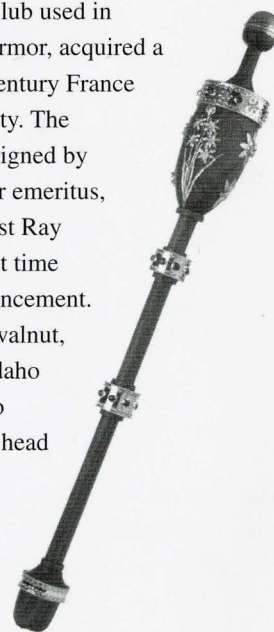 lub used in
rmor, acquired a
entury France
ty. The
igned by
r emeritus,
st Ray
t time
ncement.
walnut,
daho
o
head